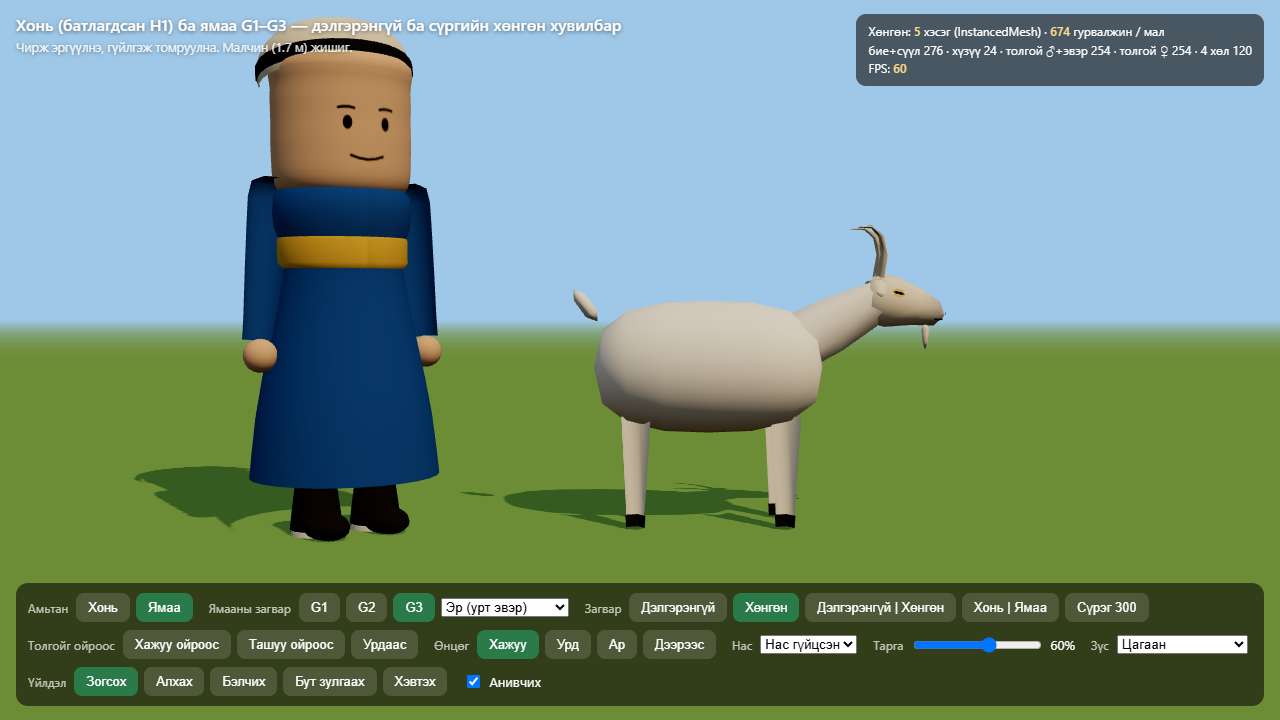 Хонь (батлагдсан H1) ба ямаа G1–G3 — дэлгэрэнгүй ба сүргийн хөнгөн хувилбар
Чирж эргүүлнэ, гүйлгэж томруулна. Малчин (1.7 м) жишиг.
Хөнгөн: 5 хэсэг (InstancedMesh) · 674 гурвалжин / мал
бие+сүүл 276 · хүзүү 24 · толгой ♂+эвэр 254 · толгой ♀ 254 · 4 хөл 120
FPS: 60
Амьтан Хонь Ямаа Ямааны загвар G1 G2 G3 Эр (урт эвэр) Загвар Дэлгэрэнгүй Хөнгөн Дэлгэрэнгүй | Хөнгөн Хонь | Ямаа Сүрэг 300
Толгойг ойроос Хажуу ойроос Ташуу ойроос Урдаас Өнцөг Хажуу Урд Ар Дээрээс Нас Нас гүйцсэн Тарга 60% Зүс Цагаан
Үйлдэл Зогсох Алхах Бэлчих Бут зулгаах Хэвтэх Анивчих